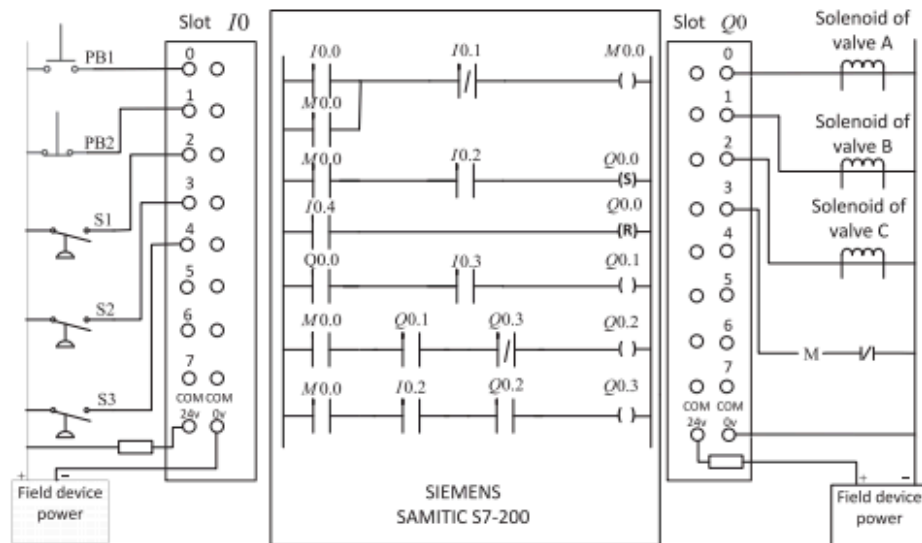 Slot I0
PB1
PB2
S1
S2
S3
0
1
2
3
4
5
6
7
COM COM
24v 0v
+ -
Field device
power
I0.0 I0.1 M0.0
M0.0
M0.0 I0.2 Q0.0
(S)
I0.4 Q0.0
(R)
Q0.0 I0.3 Q0.1
M0.0 Q0.1 Q0.3 Q0.2
M0.0 I0.2 Q0.2 Q0.3
SIEMENS
SAMITIC S7-200
Slot Q0
0
1
2
3
4
5
6
7
COM COM
24v 0v
Solenoid of
valve A
Solenoid of
valve B
Solenoid of
valve C
M
+ -
Field device
power